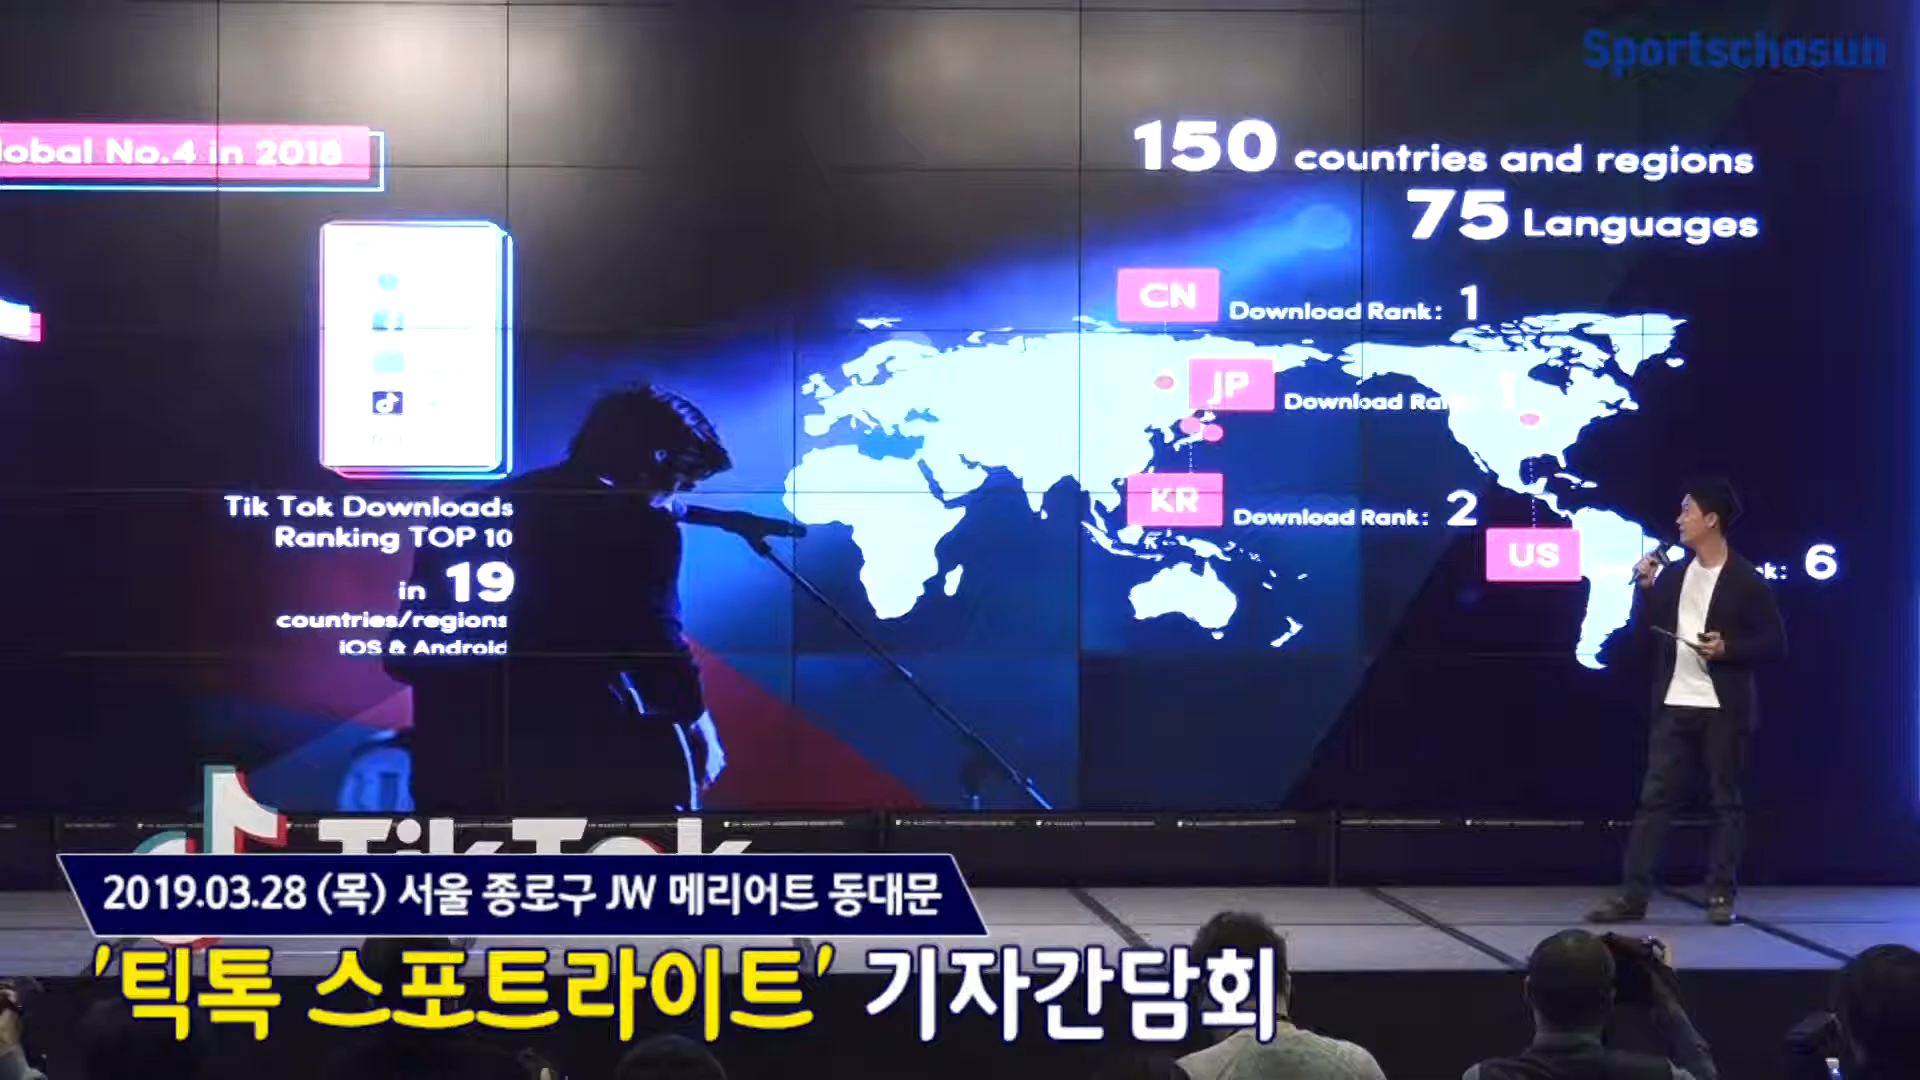 Sportschosun
lobal No.4 in 2018
150 countries and regions
75 Languages
CN Download Rank: 1
JP Download Ra 1
KR Download Rank: 2
US k: 6
Tik Tok Downloads
Ranking TOP 10
in 19
countries/regions
iOS & Android
TikTok
2019.03.28 (목) 서울 종로구 JW 메리어트 동대문
'틱톡 스포트라이트' 기자간담회